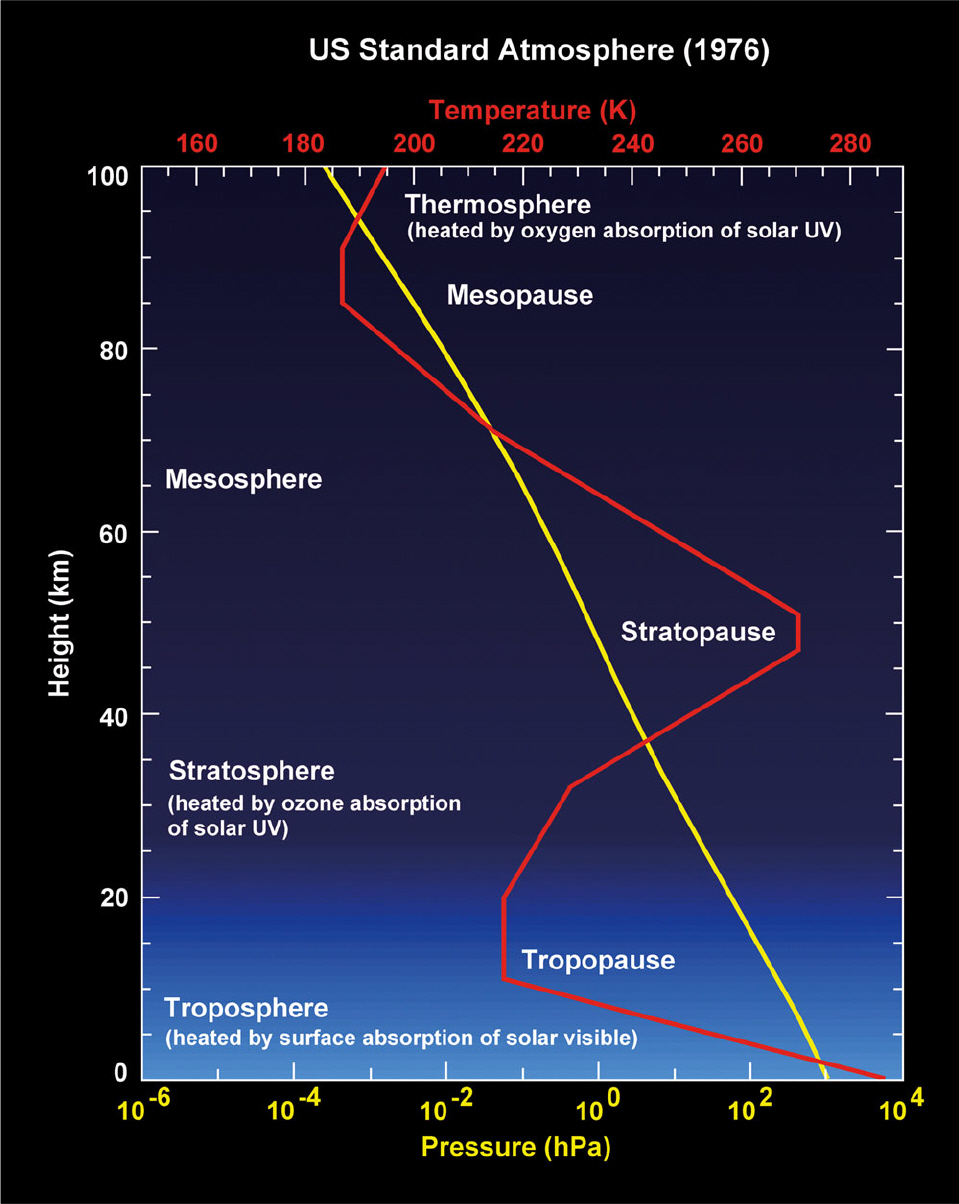 US Standard Atmosphere (1976)
Temperature (K)
160 180 200 220 240 260 280
100
Thermosphere
(heated by oxygen absorption of solar UV)
Mesopause
80
Mesosphere
60
Height (km)
Stratopause
40
Stratosphere
(heated by ozone absorption
of solar UV)
20
Tropopause
Troposphere
(heated by surface absorption of solar visible)
0
10⁻⁶ 10⁻⁴ 10⁻² 10⁰ 10² 10⁴
Pressure (hPa)